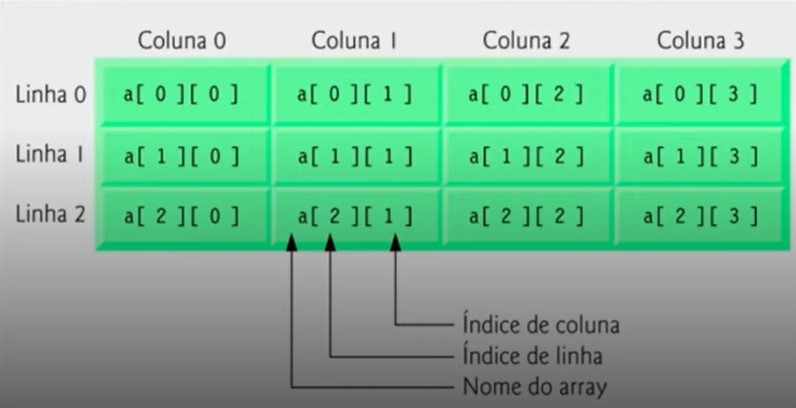 Coluna 0 Coluna 1 Coluna 2 Coluna 3
Linha 0 a[ 0 ][ 0 ] a[ 0 ][ 1 ] a[ 0 ][ 2 ] a[ 0 ][ 3 ]
Linha 1 a[ 1 ][ 0 ] a[ 1 ][ 1 ] a[ 1 ][ 2 ] a[ 1 ][ 3 ]
Linha 2 a[ 2 ][ 0 ] a[ 2 ][ 1 ] a[ 2 ][ 2 ] a[ 2 ][ 3 ]
Índice de coluna
Índice de linha
Nome do array